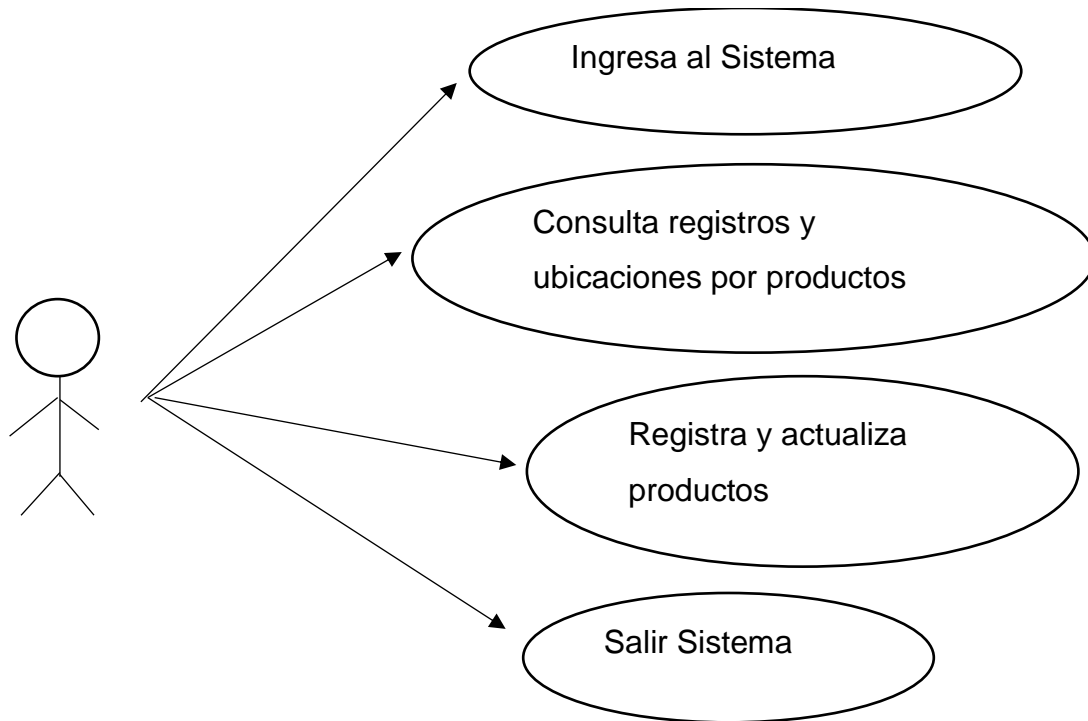 Ingresa al Sistema
Consulta registros y
ubicaciones por productos
Registra y actualiza
productos
Salir Sistema